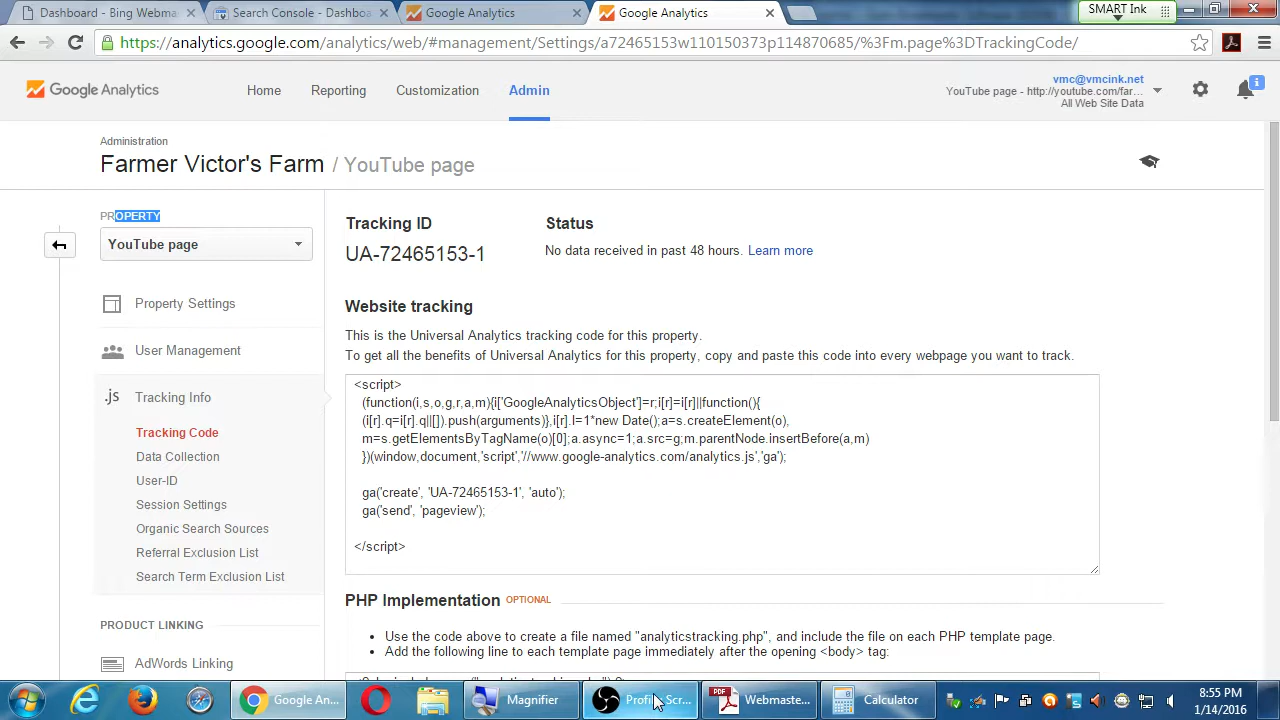 Dashboard - Bing Webma
Search Console - Dashboa
Google Analytics
Google Analytics
SMART Ink
https://analytics.google.com/analytics/web/#management/Settings/a72465153w110150373p114870685/%3Fm.page%3DTrackingCode/
Google Analytics
Home
Reporting
Customization
Admin
vmc@vmcink.net
YouTube page - http://youtube.com/far...
All Web Site Data
i
Administration
Farmer Victor's Farm / YouTube page
PROPERTY
YouTube page
Property Settings
User Management
.js Tracking Info
Tracking Code
Data Collection
User-ID
Session Settings
Organic Search Sources
Referral Exclusion List
Search Term Exclusion List
PRODUCT LINKING
AdWords Linking
Tracking ID
UA-72465153-1
Status
No data received in past 48 hours. Learn more
Website tracking
This is the Universal Analytics tracking code for this property.
To get all the benefits of Universal Analytics for this property, copy and paste this code into every webpage you want to track.
<script>
(function(i,s,o,g,r,a,m){i['GoogleAnalyticsObject']=r;i[r]=i[r]||function(){
(i[r].q=i[r].q||[]).push(arguments)},i[r].l=1*new Date();a=s.createElement(o),
m=s.getElementsByTagName(o)[0];a.async=1;a.src=g;m.parentNode.insertBefore(a,m)
})(window,document,'script','//www.google-analytics.com/analytics.js','ga');
ga('create', 'UA-72465153-1', 'auto');
ga('send', 'pageview');
</script>
PHP Implementation OPTIONAL
Use the code above to create a file named "analyticstracking.php", and include the file on each PHP template page.
Add the following line to each template page immediately after the opening <body> tag:
Google An...
Magnifier
Profi Scr...
PDF
Webmaste...
Calculator
8:55 PM
1/14/2016